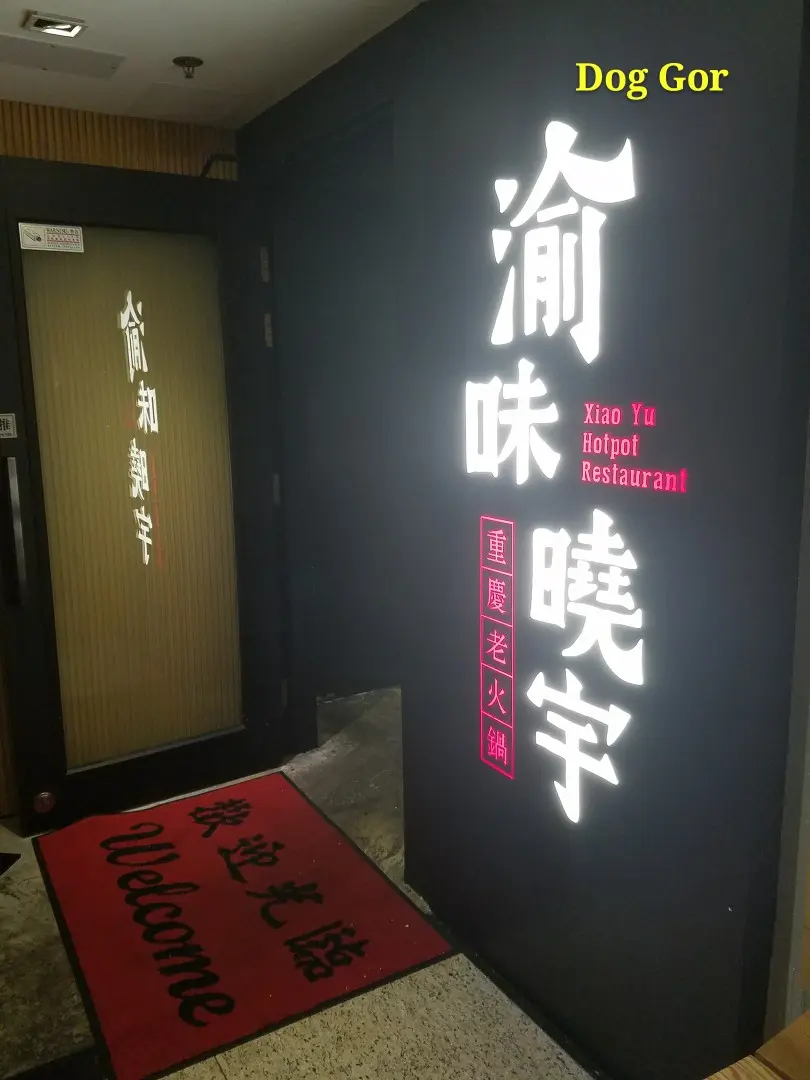 Dog Gor
渝味曉宇
Xiao Yu
Hotpot
Restaurant
重慶老火鍋
渝味曉宇
歡迎光臨
Welcome